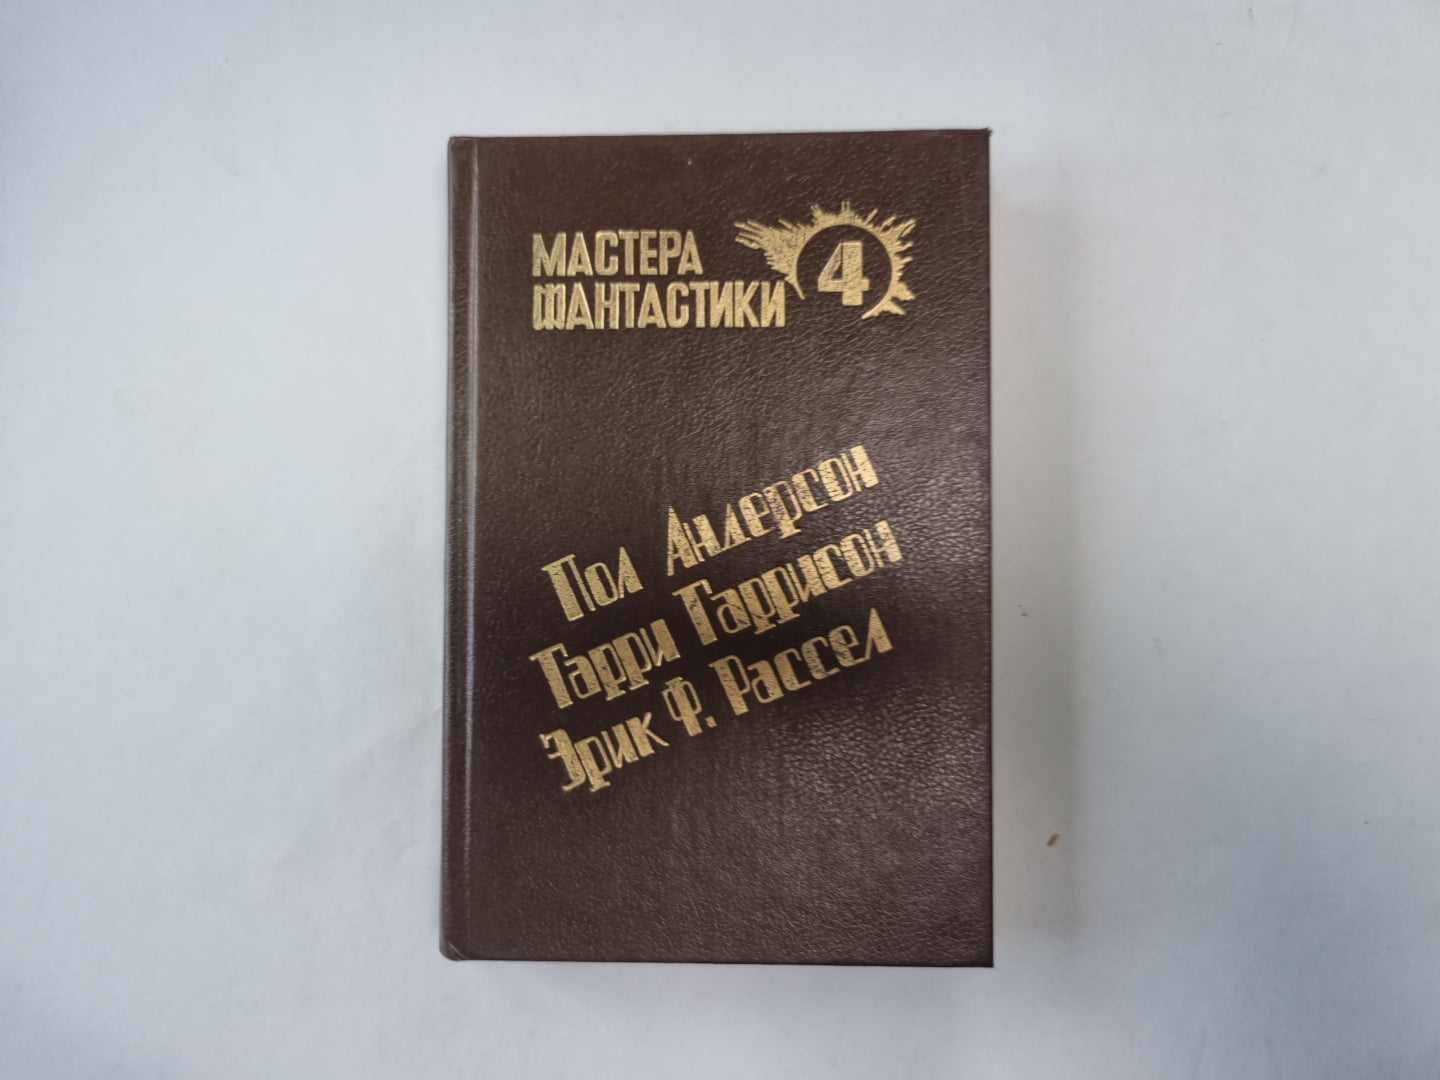 МАСТЕРА
ФАНТАСТИКИ
4
Пол Андерсон
Гарри Гаррисон
Эрик Ф. Рассел